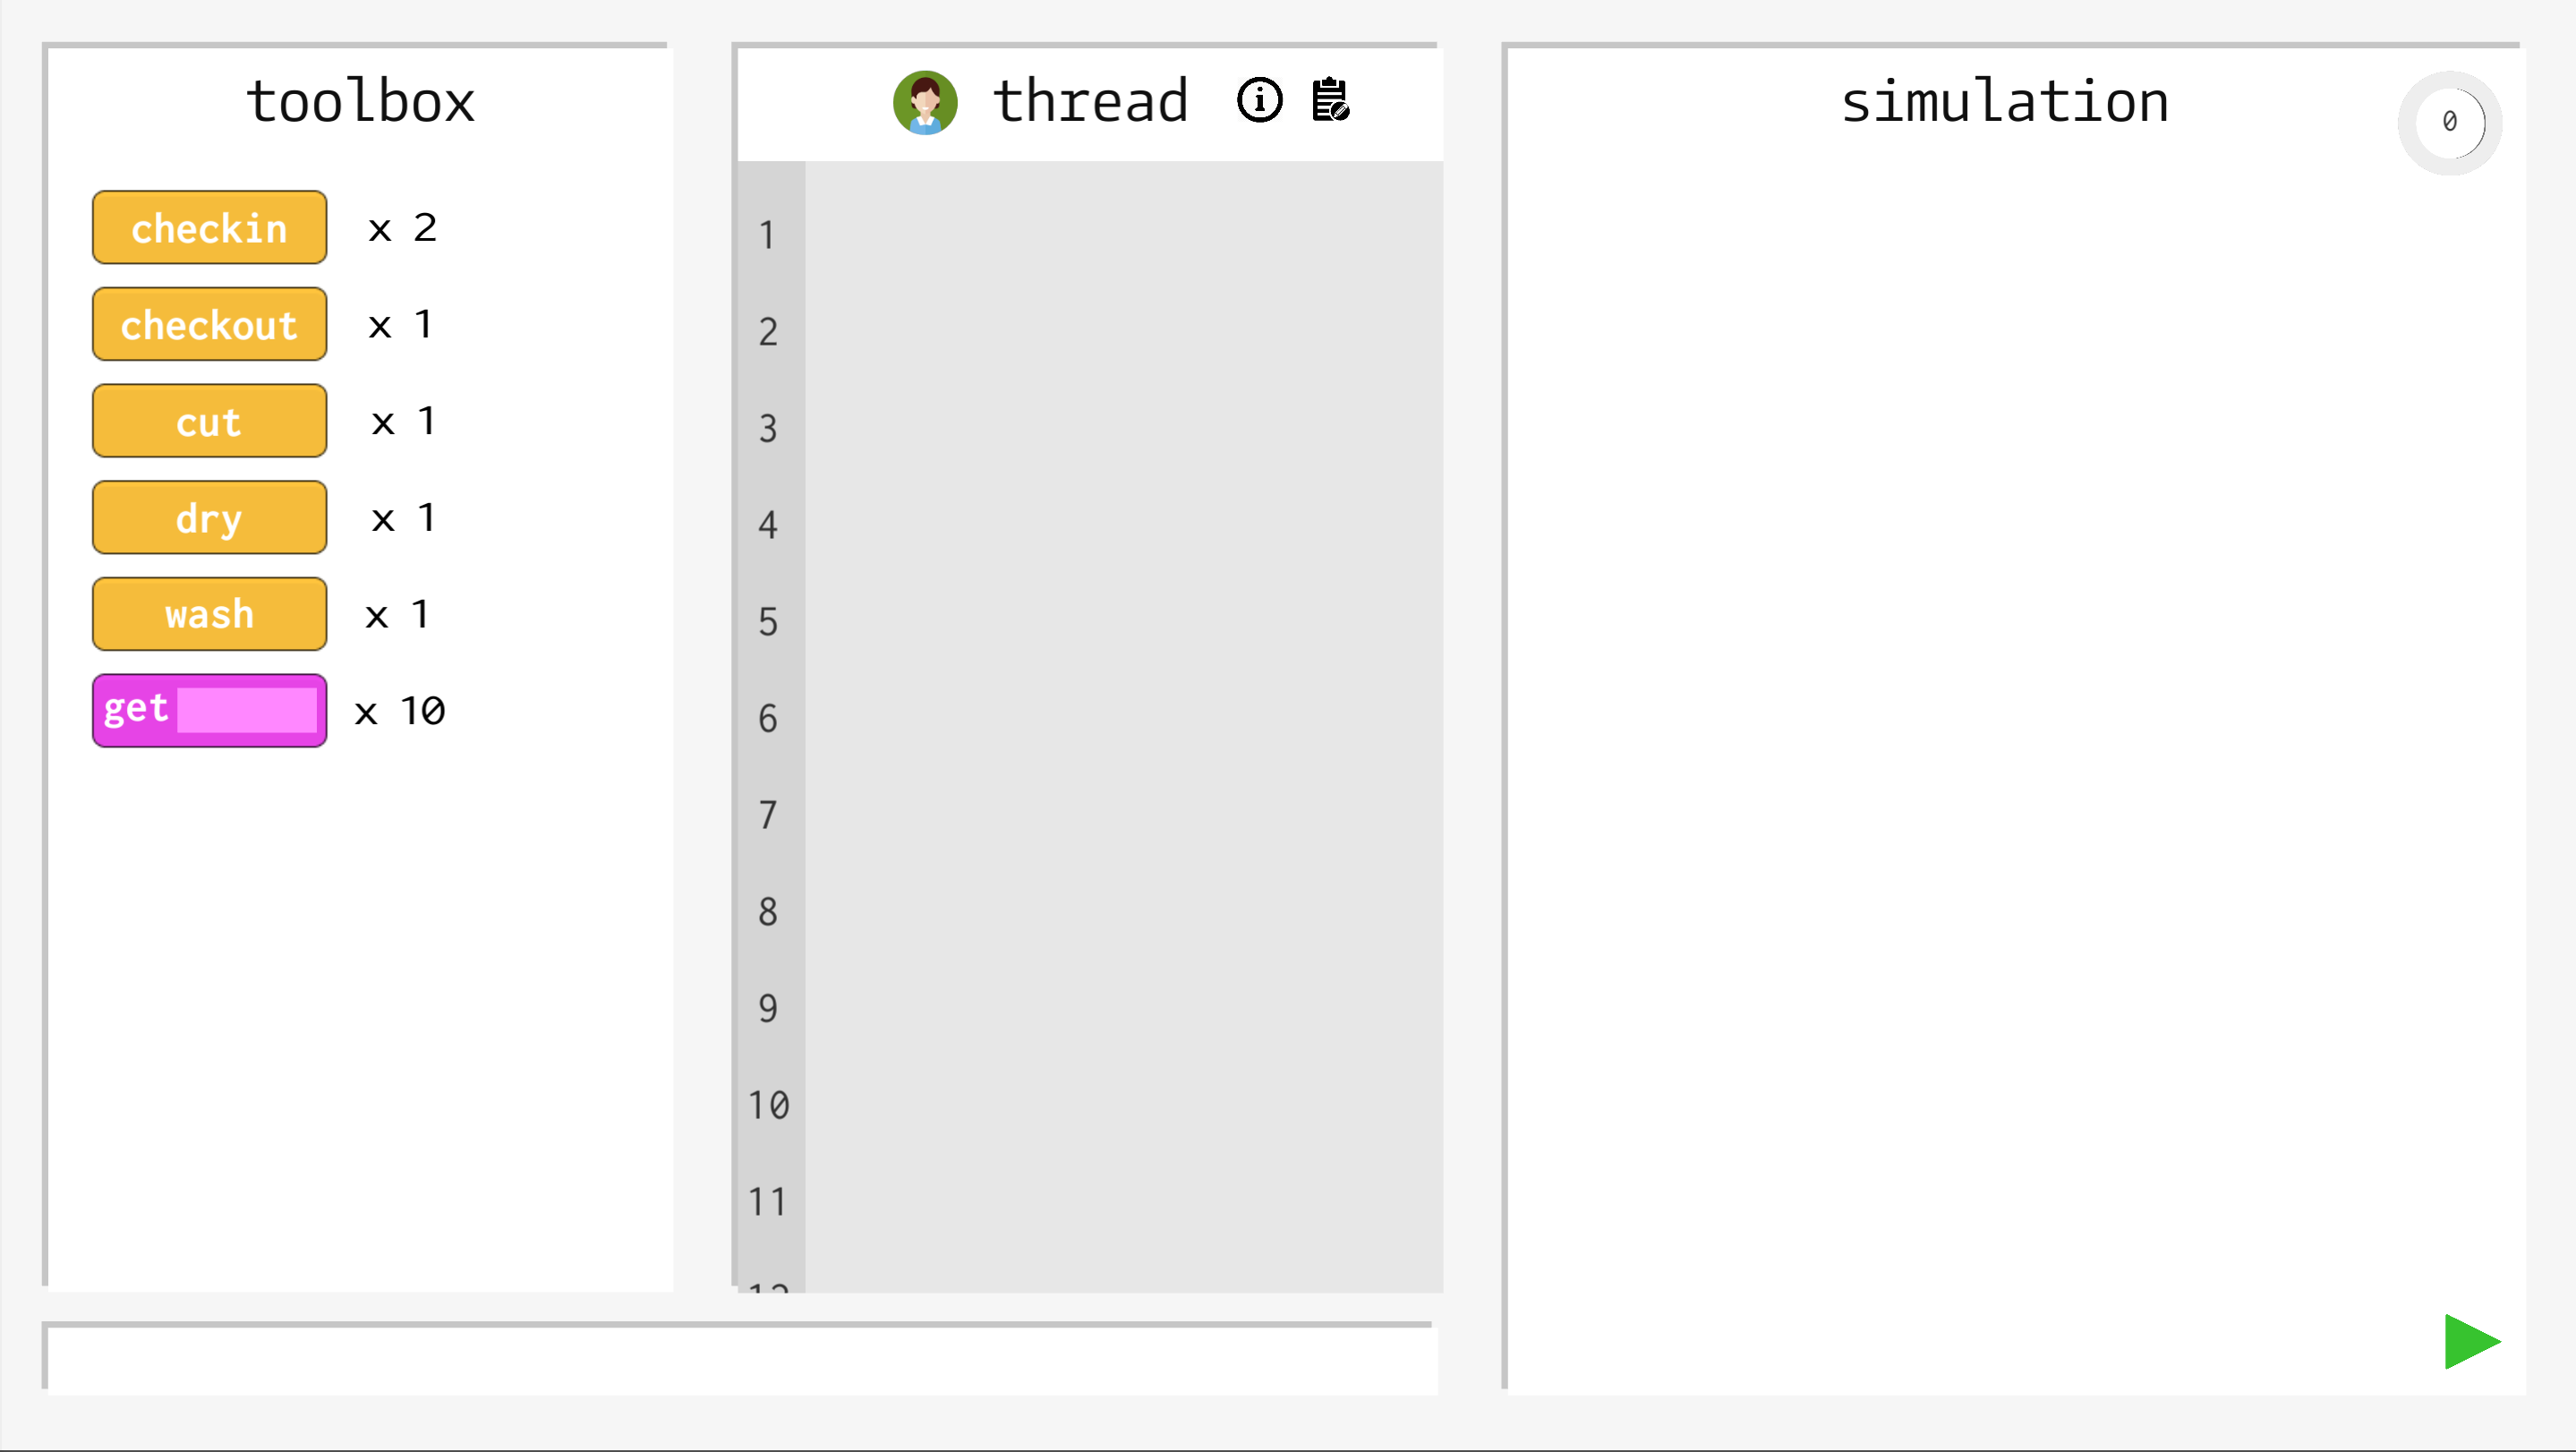 toolbox
checkin x 2
checkout x 1
cut x 1
dry x 1
wash x 1
get x 10
thread
1
2
3
4
5
6
7
8
9
10
11
12
simulation
0